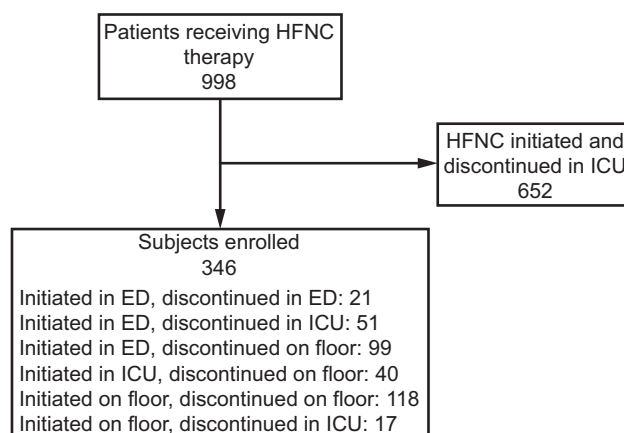 Patients receiving HFNC
therapy
998
HFNC initiated and
discontinued in ICU
652
Subjects enrolled
346
Initiated in ED, discontinued in ED: 21
Initiated in ED, discontinued in ICU: 51
Initiated in ED, discontinued on floor: 99
Initiated in ICU, discontinued on floor: 40
Initiated on floor, discontinued on floor: 118
Initiated on floor, discontinued in ICU: 17